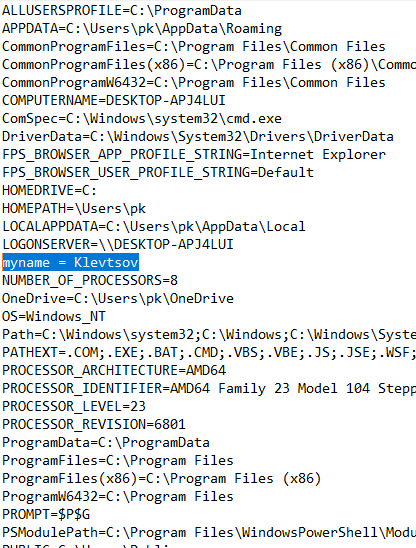 ALLUSERSPROFILE=C:\ProgramData
APPDATA=C:\Users\pk\AppData\Roaming
CommonProgramFiles=C:\Program Files\Common Files
CommonProgramFiles(x86)=C:\Program Files (x86)\Commo
CommonProgramW6432=C:\Program Files\Common Files
COMPUTERNAME=DESKTOP-APJ4LUI
ComSpec=C:\Windows\system32\cmd.exe
DriverData=C:\Windows\System32\Drivers\DriverData
FPS_BROWSER_APP_PROFILE_STRING=Internet Explorer
FPS_BROWSER_USER_PROFILE_STRING=Default
HOMEDRIVE=C:
HOMEPATH=\Users\pk
LOCALAPPDATA=C:\Users\pk\AppData\Local
LOGONSERVER=\\DESKTOP-APJ4LUI
myname = Klevtsov
NUMBER_OF_PROCESSORS=8
OneDrive=C:\Users\pk\OneDrive
OS=Windows_NT
Path=C:\Windows\system32;C:\Windows;C:\Windows\Syste
PATHEXT=.COM;.EXE;.BAT;.CMD;.VBS;.VBE;.JS;.JSE;.WSF;
PROCESSOR_ARCHITECTURE=AMD64
PROCESSOR_IDENTIFIER=AMD64 Family 23 Model 104 Stepp
PROCESSOR_LEVEL=23
PROCESSOR_REVISION=6801
ProgramData=C:\ProgramData
ProgramFiles=C:\Program Files
ProgramFiles(x86)=C:\Program Files (x86)
ProgramW6432=C:\Program Files
PROMPT=$P$G
PSModulePath=C:\Program Files\WindowsPowerShell\Modu